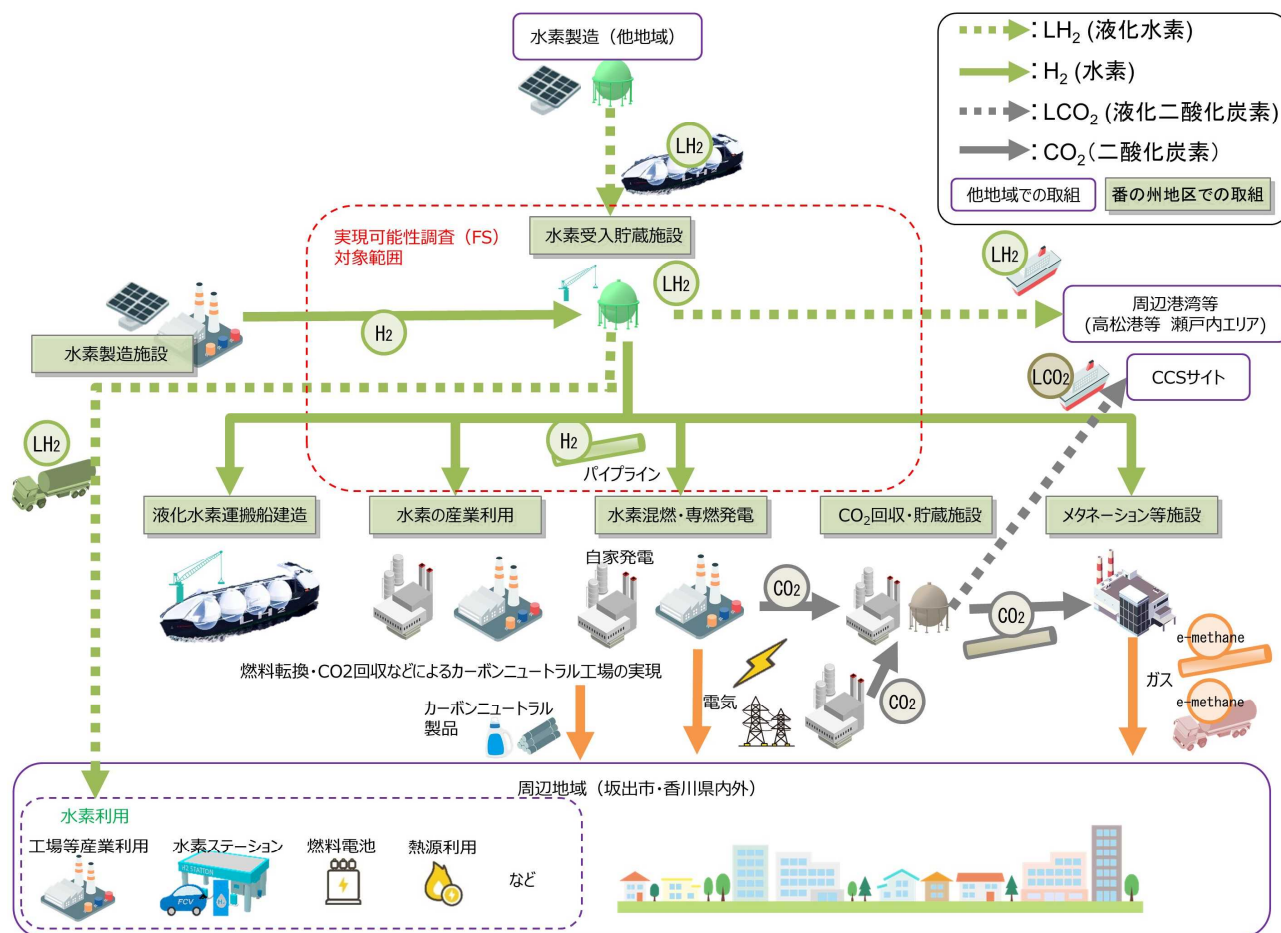 水素製造（他地域）
：LH₂ (液化水素)
：H₂ (水素)
：LCO₂ (液化二酸化炭素)
：CO₂（二酸化炭素）
他地域での取組
番の州地区での取組
LH₂
水素受入貯蔵施設
実現可能性調査（FS）
対象範囲
LH₂
LH₂
周辺港湾等
(高松港等 瀬戸内エリア)
H₂
水素製造施設
LCO₂
CCSサイト
LH₂
H₂
パイプライン
液化水素運搬船建造
水素の産業利用
水素混燃・専燃発電
CO₂回収・貯蔵施設
メタネーション等施設
自家発電
CO₂
CO₂
e-methane
燃料転換・CO2回収などによるカーボンニュートラル工場の実現
ガス
カーボンニュートラル
製品
電気
CO₂
e-methane
周辺地域（坂出市・香川県内外）
水素利用
工場等産業利用
水素ステーション
燃料電池
熱源利用
など
H2 STATION
FCV